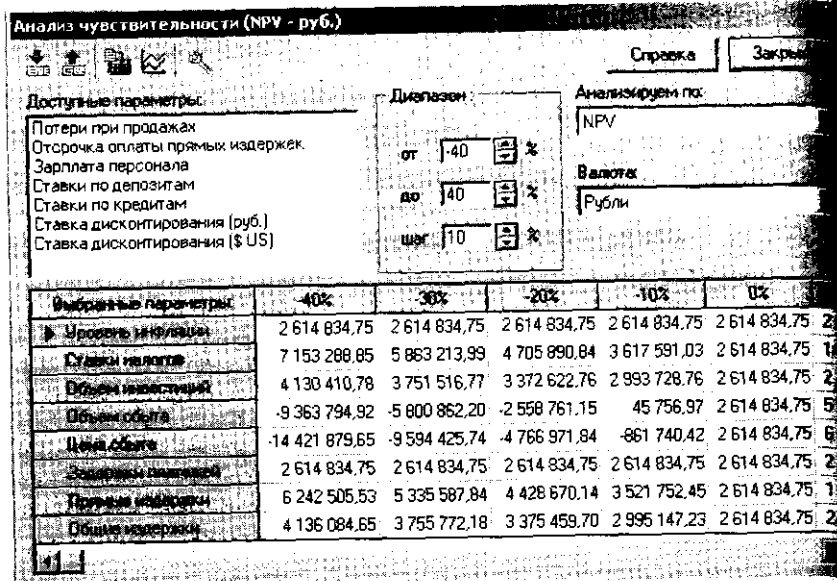 Анализ чувствительности (NPV - руб.)
Справка
Доступные параметры:
Потери при продажах
Отсрочка оплаты прямых издержек
Зарплата персонала
Ставки по депозитам
Ставки по кредитам
Ставка дисконтирования (руб.)
Ставка дисконтирования ($ US)
Диапазон
от -40 %
до 40 %
шаг 10 %
Анализируем по:
NPV
Валюта:
Рубли
Выбранные параметры: -40% -30% -20% -10% 0%
Уровень инфляции 2 614 834,75 2 614 834,75 2 614 834,75 2 614 834,75 2 614 834,75 2
Ставки налогов 7 153 288,85 5 863 213,99 4 705 890,84 3 617 591,03 2 614 834,75
Объем инвестиций 4 130 410,78 3 751 516,77 3 372 622,76 2 993 728,76 2 614 834,75 2
Объем сбыта -9 363 794,92 -5 800 862,20 -2 558 761,15 45 756,97 2 614 834,75 5
Цена сбыта -14 421 879,65 -9 594 425,74 -4 766 971,84 -861 740,42 2 614 834,75 6
Задержки платежей 2 614 834,75 2 614 834,75 2 614 834,75 2 614 834,75 2 614 834,75 2
Прямые издержки 6 242 505,53 5 335 587,84 4 428 670,14 3 521 752,45 2 614 834,75 1
Общие издержки 4 136 084,65 3 755 772,18 3 375 459,70 2 995 147,23 2 614 834,75 2